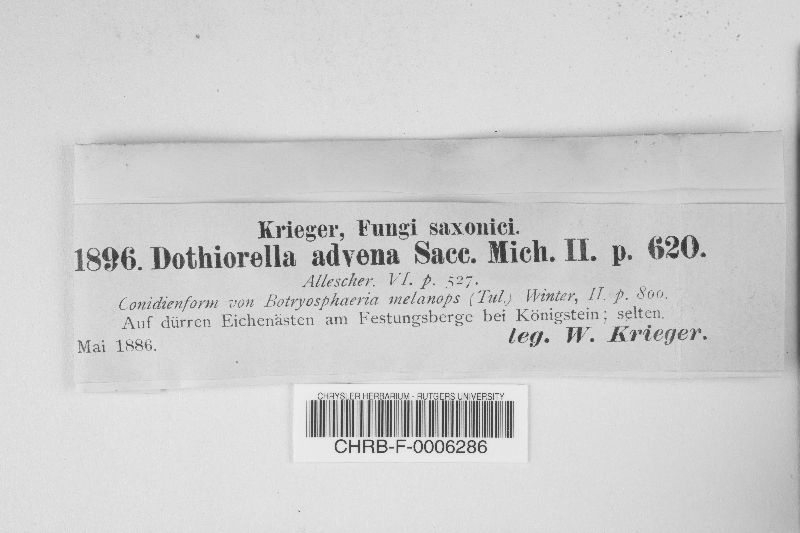 Krieger, Fungi saxonici.
1896. Dothiorella advena Sacc. Mich. II. p. 620.
Allescher. VI. p. 527.
Conidienform von Botryosphaeria melanops (Tul.) Winter, II. p. 800.
Auf dürren Eichenästen am Festungsberge bei Königstein; selten.
Mai 1886.
leg. W. Krieger.
CHRYSLER HERBARIUM - RUTGERS UNIVERSITY
CHRB-F-0006286